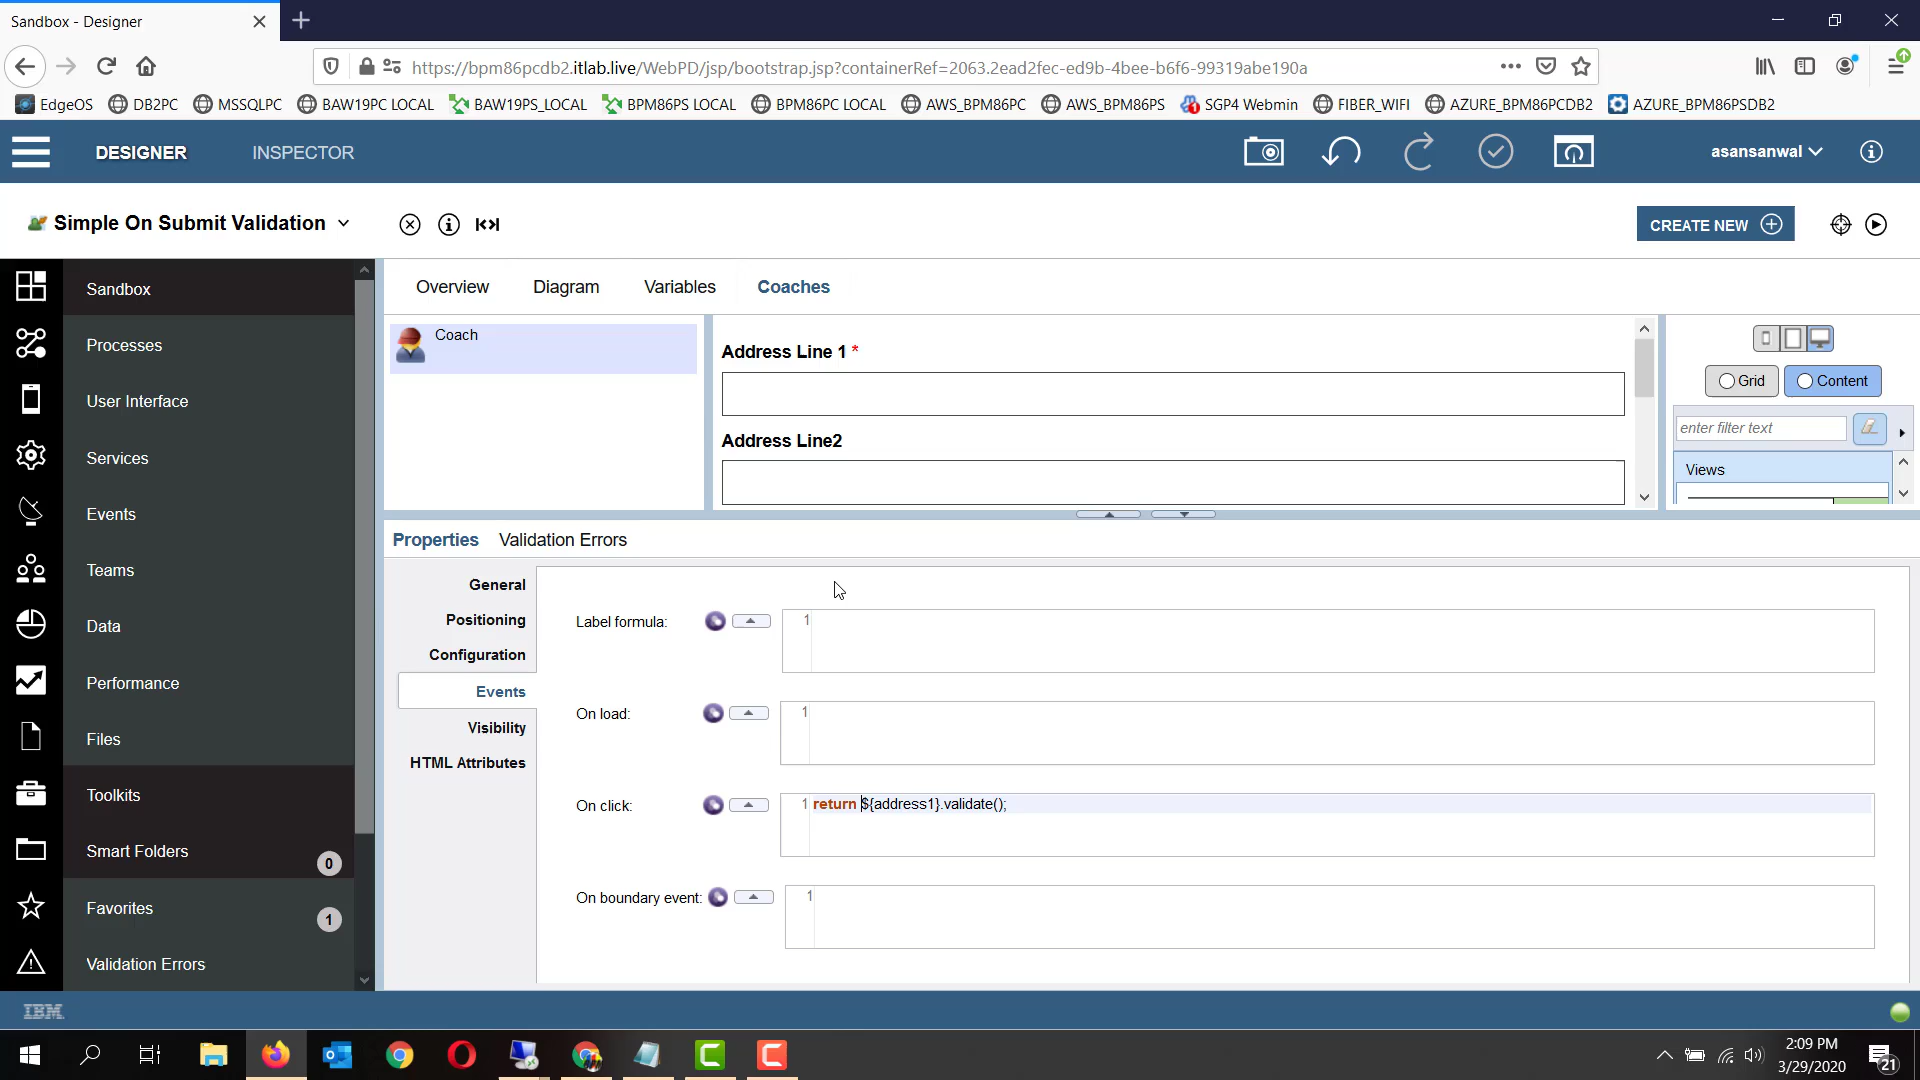 Sandbox - Designer
https://bpm86pcdb2.itlab.live/WebPD/jsp/bootstrap.jsp?containerRef=2063.2ead2fec-ed9b-4bee-b6f6-99319abe190a
EdgeOS DB2PC MSSQLPC BAW19PC LOCAL BAW19PS_LOCAL BPM86PS LOCAL BPM86PC LOCAL AWS_BPM86PC AWS_BPM86PS SGP4 Webmin FIBER_WIFI AZURE_BPM86PCDB2 AZURE_BPM86PSDB2
DESIGNER INSPECTOR asansanwal
Simple On Submit Validation CREATE NEW
Sandbox
Processes
User Interface
Services
Events
Teams
Data
Performance
Files
Toolkits
Smart Folders 0
Favorites 1
Validation Errors
Overview Diagram Variables Coaches
Coach
Address Line 1 *
Address Line2
Grid Content
enter filter text
Views
Properties Validation Errors
General
Positioning
Configuration
Events
Visibility
HTML Attributes
Label formula: 1
On load: 1
On click: 1 return ${address1}.validate();
On boundary event: 1
IBM
2:09 PM
3/29/2020
21